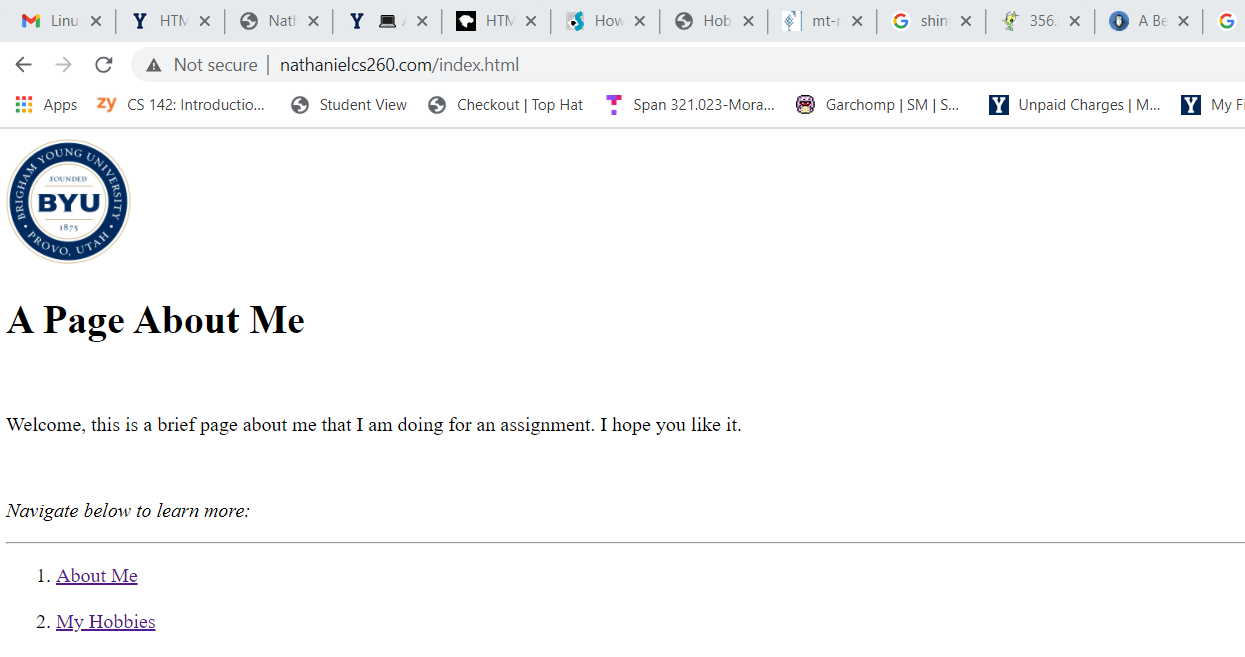 Linu
HTM
Nath
HTM
How
Hob
mt-r
shin
356.
A Be
Not secure | nathanielcs260.com/index.html
Apps
zy CS 142: Introductio...
Student View
Checkout | Top Hat
Span 321.023-Mora...
Garchomp | SM | S...
Y Unpaid Charges | M...
Y My Fi
BRIGHAM YOUNG UNIVERSITY
FOUNDED
BYU
1875
PROVO, UTAH
A Page About Me
Welcome, this is a brief page about me that I am doing for an assignment. I hope you like it.
Navigate below to learn more:
1. About Me
2. My Hobbies